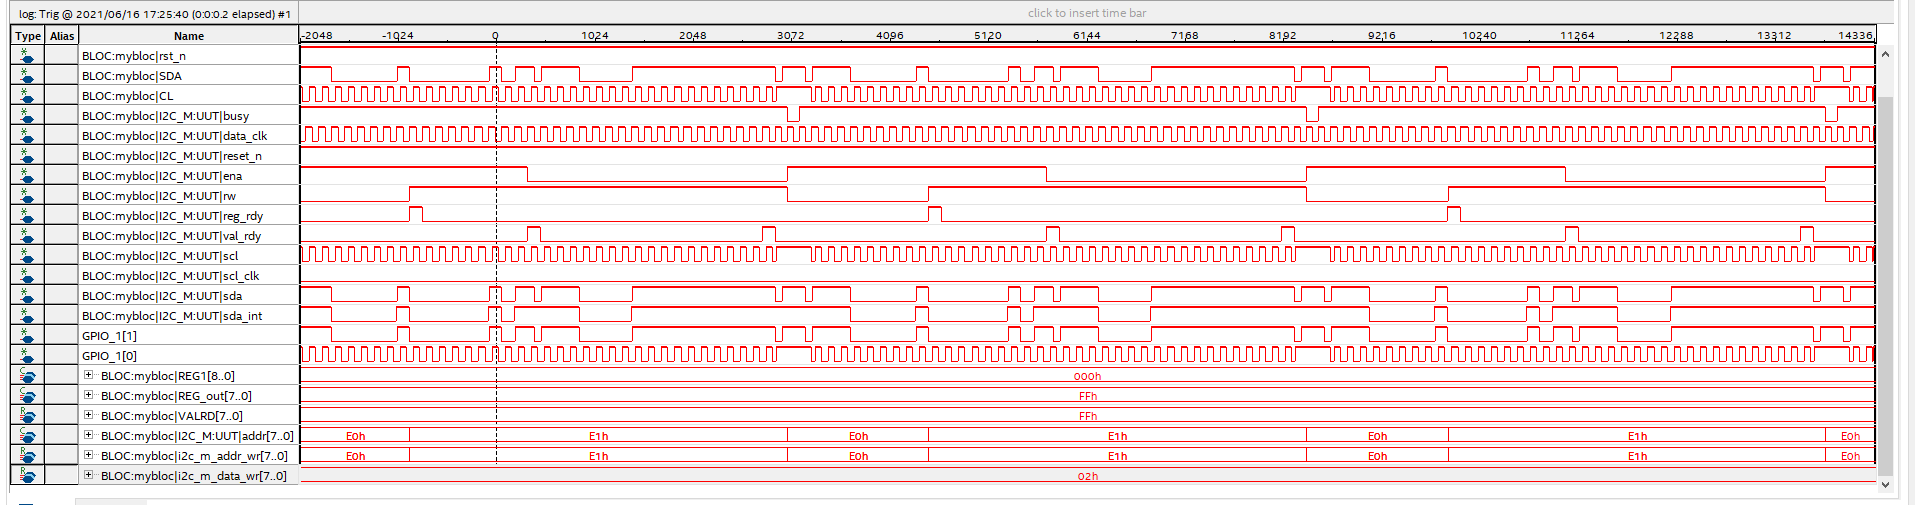 log: Trig @ 2021/06/16 17:25:40 (0:0:0.2 elapsed) #1 click to insert time bar
Type Alias Name -2048 -1024 0 1024 2048 3072 4096 5120 6144 7168 8192 9216 10240 11264 12288 13312 14336
BLOC:mybloc|rst_n
BLOC:mybloc|SDA
BLOC:mybloc|CL
BLOC:mybloc|I2C_M:UUT|busy
BLOC:mybloc|I2C_M:UUT|data_clk
BLOC:mybloc|I2C_M:UUT|reset_n
BLOC:mybloc|I2C_M:UUT|ena
BLOC:mybloc|I2C_M:UUT|rw
BLOC:mybloc|I2C_M:UUT|reg_rdy
BLOC:mybloc|I2C_M:UUT|val_rdy
BLOC:mybloc|I2C_M:UUT|scl
BLOC:mybloc|I2C_M:UUT|scl_clk
BLOC:mybloc|I2C_M:UUT|sda
BLOC:mybloc|I2C_M:UUT|sda_int
GPIO_1[1]
GPIO_1[0]
BLOC:mybloc|REG1[8..0] 000h
BLOC:mybloc|REG_out[7..0] FFh
BLOC:mybloc|VALRD[7..0] FFh
BLOC:mybloc|I2C_M:UUT|addr[7..0] E0h E1h E0h E1h E0h E1h E0h
BLOC:mybloc|i2c_m_addr_wr[7..0] E0h E1h E0h E1h E0h E1h E0h
BLOC:mybloc|i2c_m_data_wr[7..0] 02h